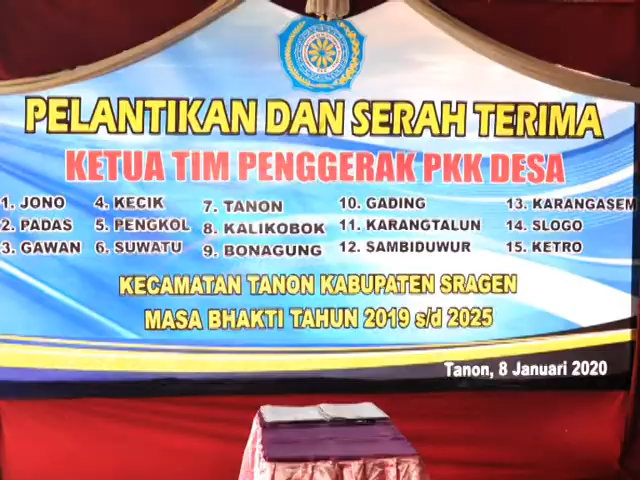 PELANTIKAN DAN SERAH TERIMA
KETUA TIM PENGGERAK PKK DESA
1. JONO 4. KECIK 7. TANON 10. GADING 13. KARANGASEM
2. PADAS 5. PENGKOL 8. KALIKOBOK 11. KARANGTALUN 14. SLOGO
3. GAWAN 6. SUWATU 9. BONAGUNG 12. SAMBIDUWUR 15. KETRO
KECAMATAN TANON KABUPATEN SRAGEN
MASA BHAKTI TAHUN 2019 s/d 2025
Tanon, 8 Januari 2020